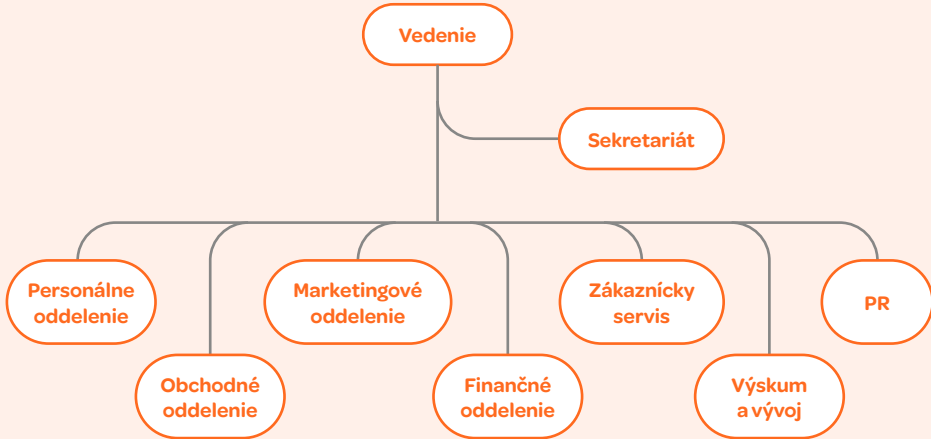 Vedenie
Sekretariát
Personálne
oddelenie
Marketingové
oddelenie
Zákaznícky
servis
PR
Obchodné
oddelenie
Finančné
oddelenie
Výskum
a vývoj